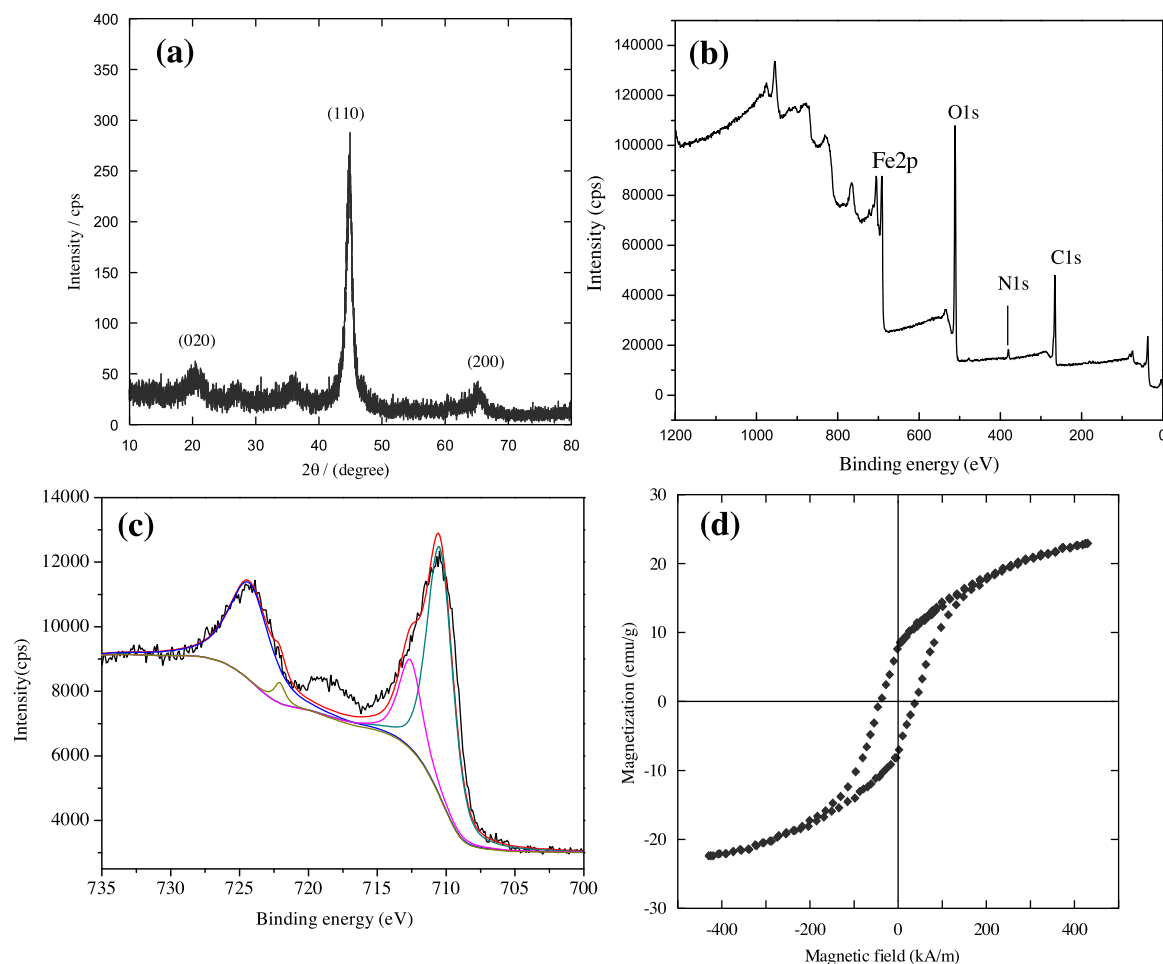 (a)
400
350
300
250
200
150
100
50
0
Intensity / cps
(020)
(110)
(200)
10 20 30 40 50 60 70 80
2θ / (degree)
(b)
140000
120000
100000
80000
60000
40000
20000
0
Intensity (cps)
Fe2p
O1s
N1s
C1s
1200 1000 800 600 400 200 0
Binding energy (eV)
(c)
14000
12000
10000
8000
6000
4000
Intensity(cps)
735 730 725 720 715 710 705 700
Binding energy (eV)
(d)
30
20
10
0
-10
-20
-30
Magnetization (emu/g)
-400 -200 0 200 400
Magnetic field (kA/m)